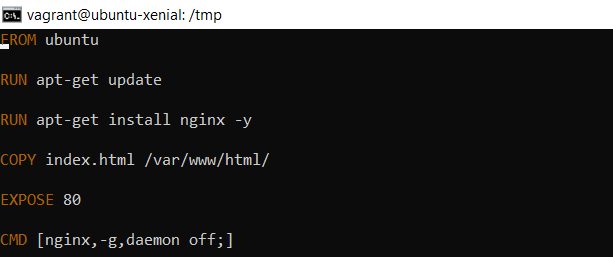 C:\.
vagrant@ubuntu-xenial: /tmp
FROM ubuntu
RUN apt-get update
RUN apt-get install nginx -y
COPY index.html /var/www/html/
EXPOSE 80
CMD [nginx,-g,daemon off;]